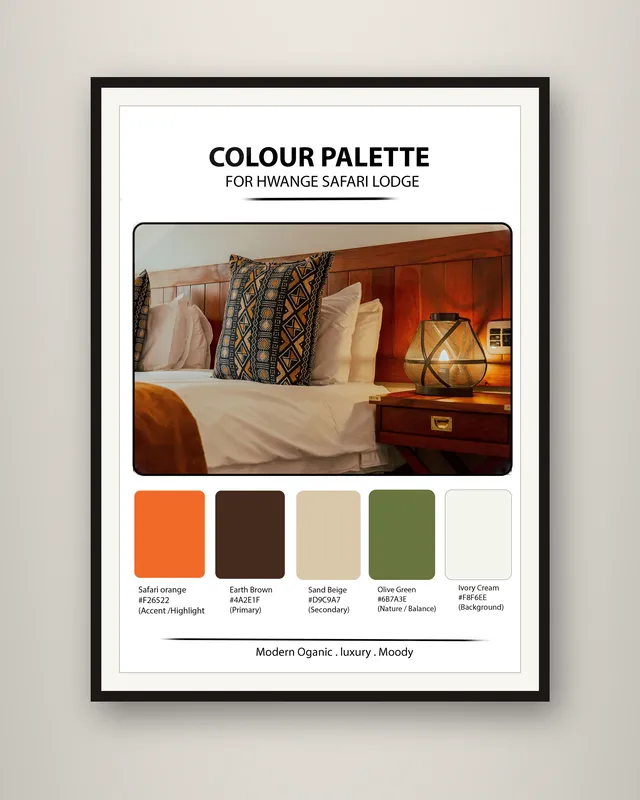 COLOUR PALETTE
FOR HWANGE SAFARI LODGE
Safari orange
#F26522
(Accent /Highlight
Earth Brown
#4A2E1F
(Primary)
Sand Beige
#D9C9A7
(Secondary)
Olive Green
#6B7A3E
(Nature / Balance)
Ivory Cream
#F8F6EE
(Background)
Modern Oganic . luxury . Moody